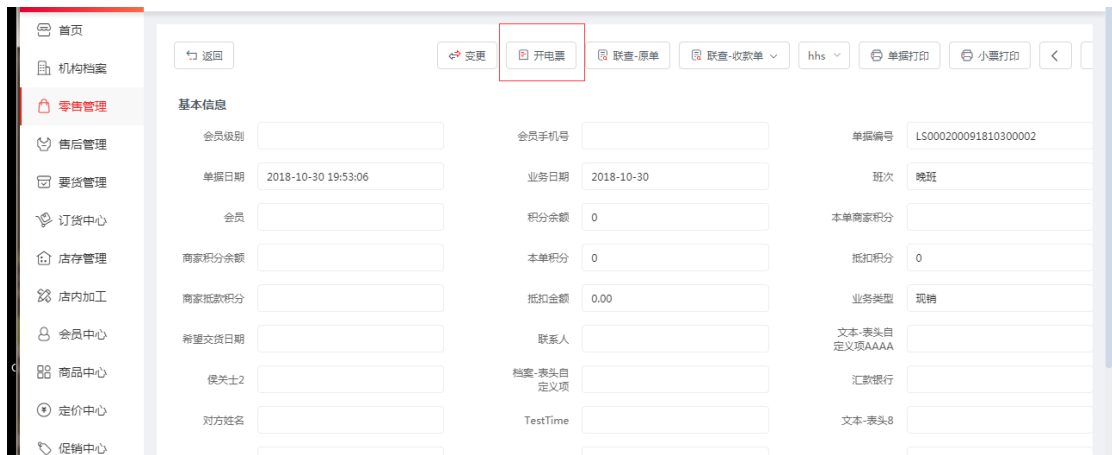 首页
机构档案
零售管理
售后管理
要货管理
订货中心
店存管理
店内加工
会员中心
商品中心
定价中心
促销中心
返回 变更 开电票 联查-原单 联查-收款单 hhs 单据打印 小票打印
基本信息
会员级别 会员手机号 单据编号 LS000200091810300002
单据日期 2018-10-30 19:53:06 业务日期 2018-10-30 班次 晚班
会员 积分余额 0 本单商家积分
商家积分余额 本单积分 0 抵扣积分 0
商家抵款积分 抵扣金额 0.00 业务类型 现销
希望交货日期 联系人 文本-表头自
定义项AAAA
侯关士2 档案-表头自
定义项 汇款银行
对方姓名 TestTime 文本-表头8